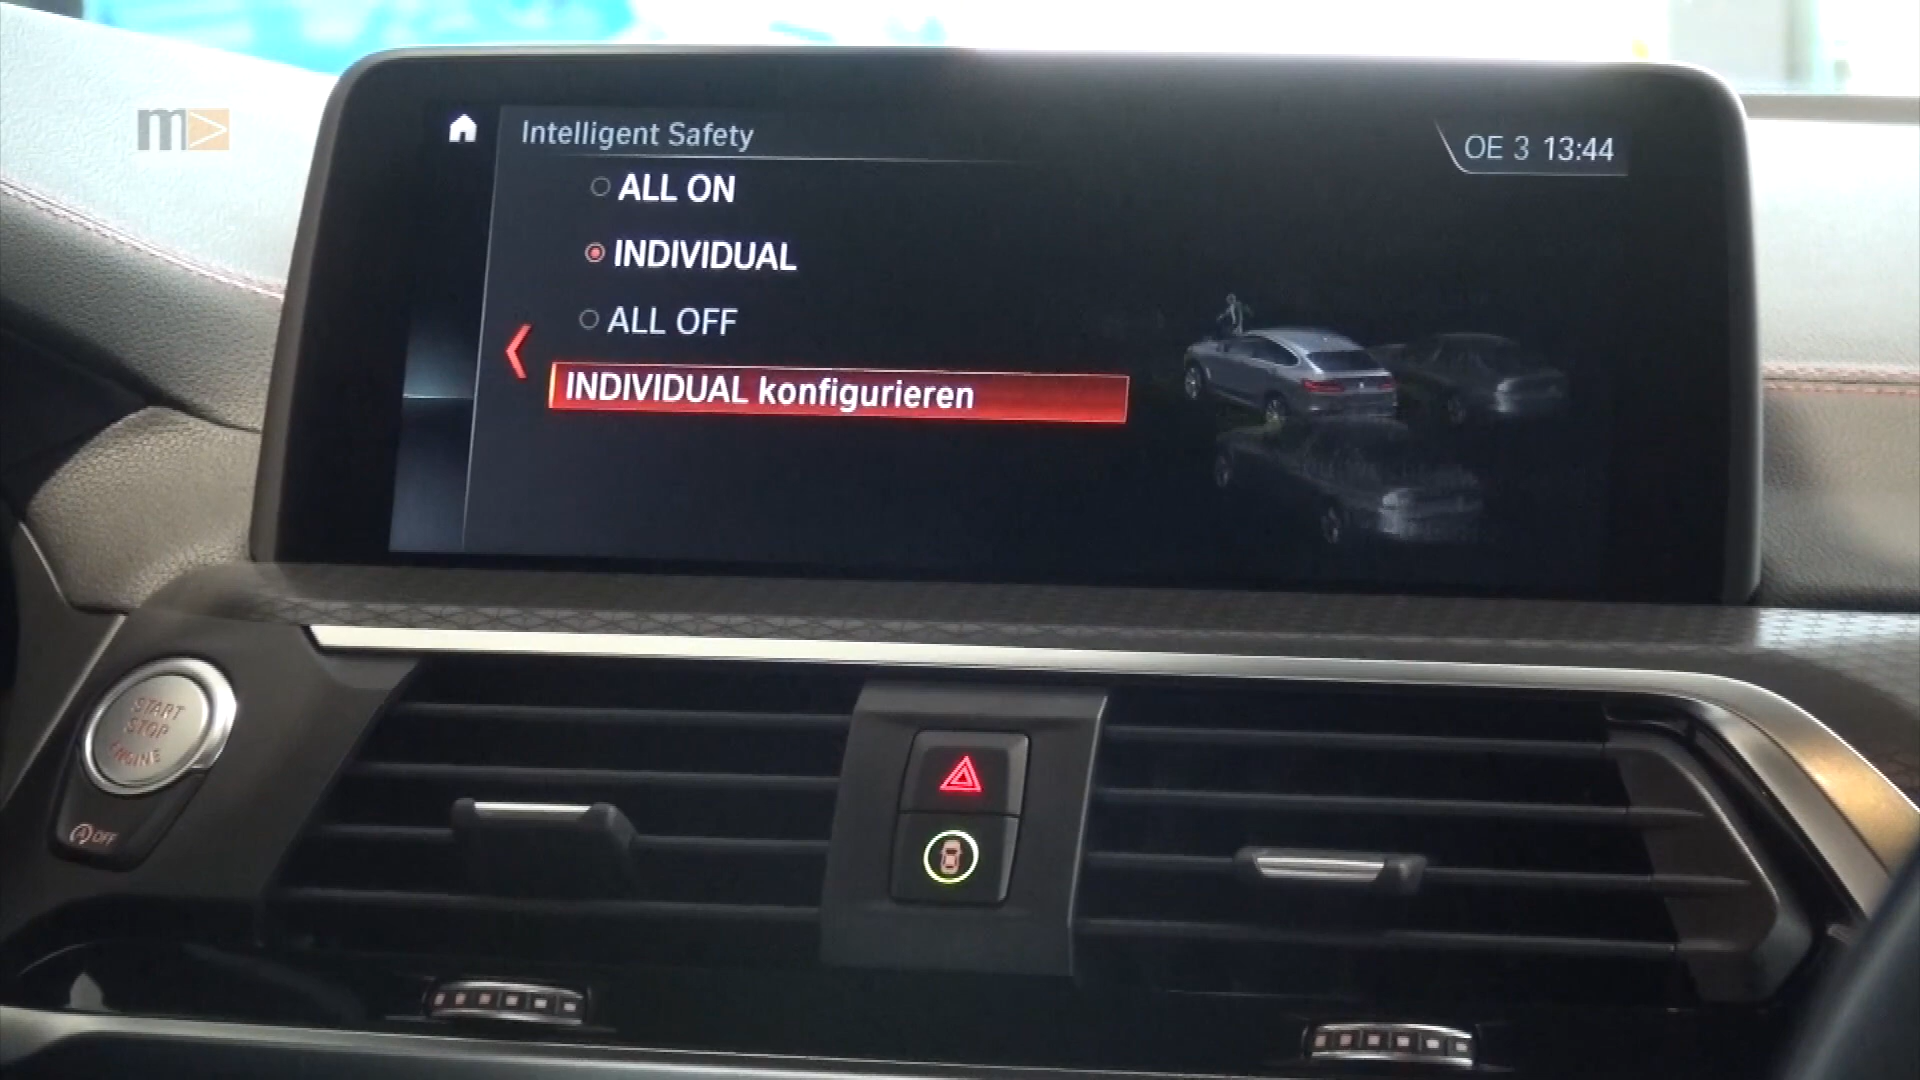 m>
Intelligent Safety
OE 3 13:44
ALL ON
INDIVIDUAL
ALL OFF
INDIVIDUAL konfigurieren
START
STOP
ENGINE
A OFF